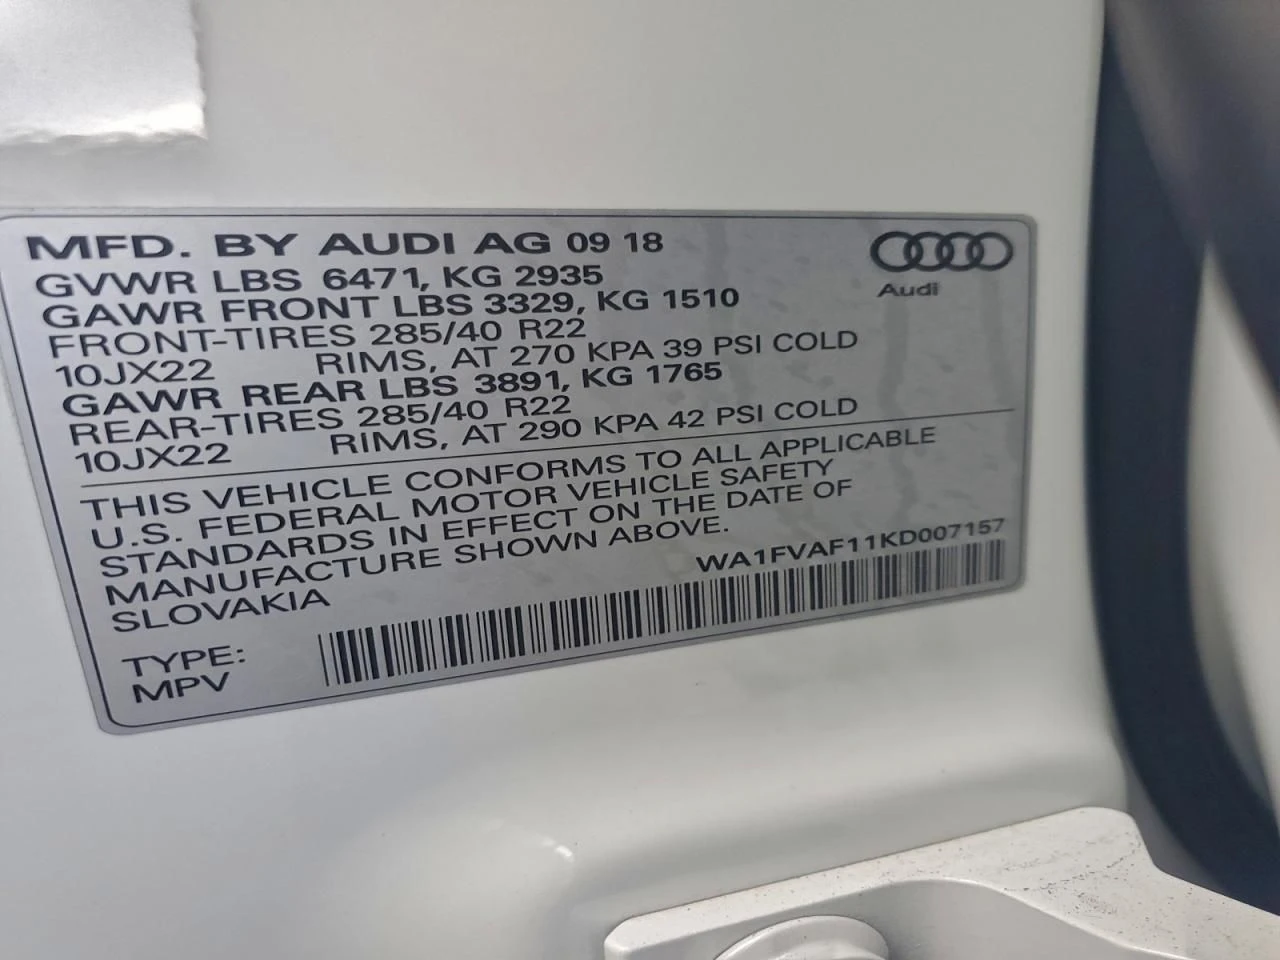 MFD. BY AUDI AG 09 18
GVWR LBS 6471, KG 2935
GAWR FRONT LBS 3329, KG 1510
FRONT-TIRES 285/40 R22
10JX22 RIMS, AT 270 KPA 39 PSI COLD
GAWR REAR LBS 3891, KG 1765
REAR-TIRES 285/40 R22
10JX22 RIMS, AT 290 KPA 42 PSI COLD
Audi
THIS VEHICLE CONFORMS TO ALL APPLICABLE
U.S. FEDERAL MOTOR VEHICLE SAFETY
STANDARDS IN EFFECT ON THE DATE OF
MANUFACTURE SHOWN ABOVE.
SLOVAKIA
WA1FVAF11KD007157
TYPE:
MPV